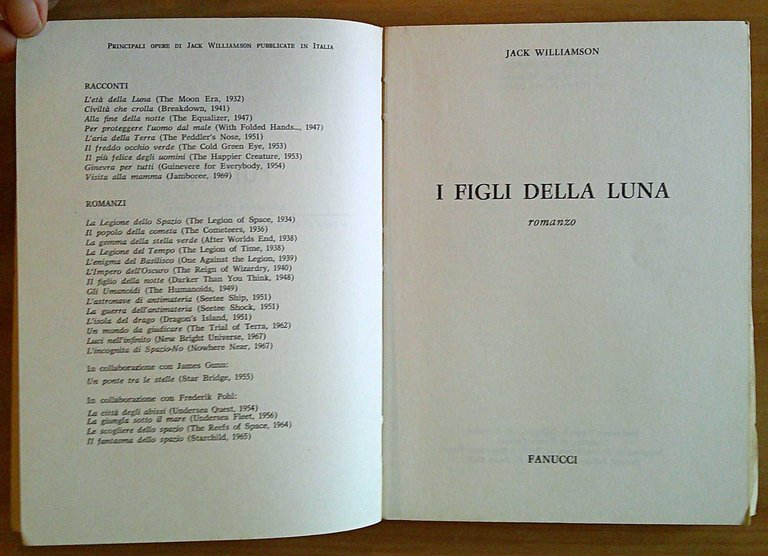 PRINCIPALI OPERE DI JACK WILLIAMSON PUBBLICATE IN ITALIA
RACCONTI
L'età della Luna (The Moon Era, 1932)
Civiltà che crolla (Breakdown, 1941)
Alla fine della notte (The Equalizer, 1947)
Per proteggere l'uomo dal male (With Folded Hands..., 1947)
L'aria della Terra (The Peddler's Nose, 1951)
Il freddo occhio verde (The Cold Green Eye, 1953)
Il più felice degli uomini (The Happier Creature, 1953)
Ginevra per tutti (Guinevere for Everybody, 1954)
Visita alla mamma (Jamboree, 1969)
ROMANZI
La Legione dello Spazio (The Legion of Space, 1934)
Il popolo della cometa (The Cometeers, 1936)
La gemma della stella verde (After Worlds End, 1938)
La Legione del Tempo (The Legion of Time, 1938)
L'enigma del Basilisco (One Against the Legion, 1939)
L'Impero dell'Oscuro (The Reign of Wizardry, 1940)
Il figlio della notte (Darker Than You Think, 1948)
Gli Umanoidi (The Humanoids, 1949)
L'astronave di antimateria (Seetee Ship, 1951)
La guerra dell'antimateria (Seetee Shock, 1951)
L'isola del drago (Dragon's Island, 1951)
Un mondo da giudicare (The Trial of Terra, 1962)
Luci nell'infinito (New Bright Universe, 1967)
L'incognita di Spazio-No (Nowhere Near, 1967)
In collaborazione con James Gunn:
Un ponte tra le stelle (Star Bridge, 1955)
In collaborazione con Frederik Pohl:
La città degli abissi (Undersea Quest, 1954)
La giungla sotto il mare (Undersea Fleet, 1956)
Le scogliere dello spazio (The Reefs of Space, 1964)
Il fantasma dello spazio (Starchild, 1965)
JACK WILLIAMSON
I FIGLI DELLA LUNA
romanzo
FANUCCI